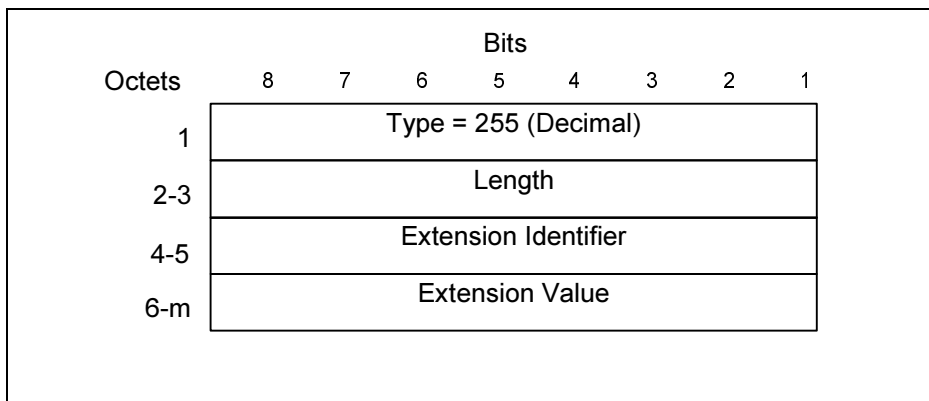 Bits
Octets 8 7 6 5 4 3 2 1
1 Type = 255 (Decimal)
2-3 Length
4-5 Extension Identifier
6-m Extension Value